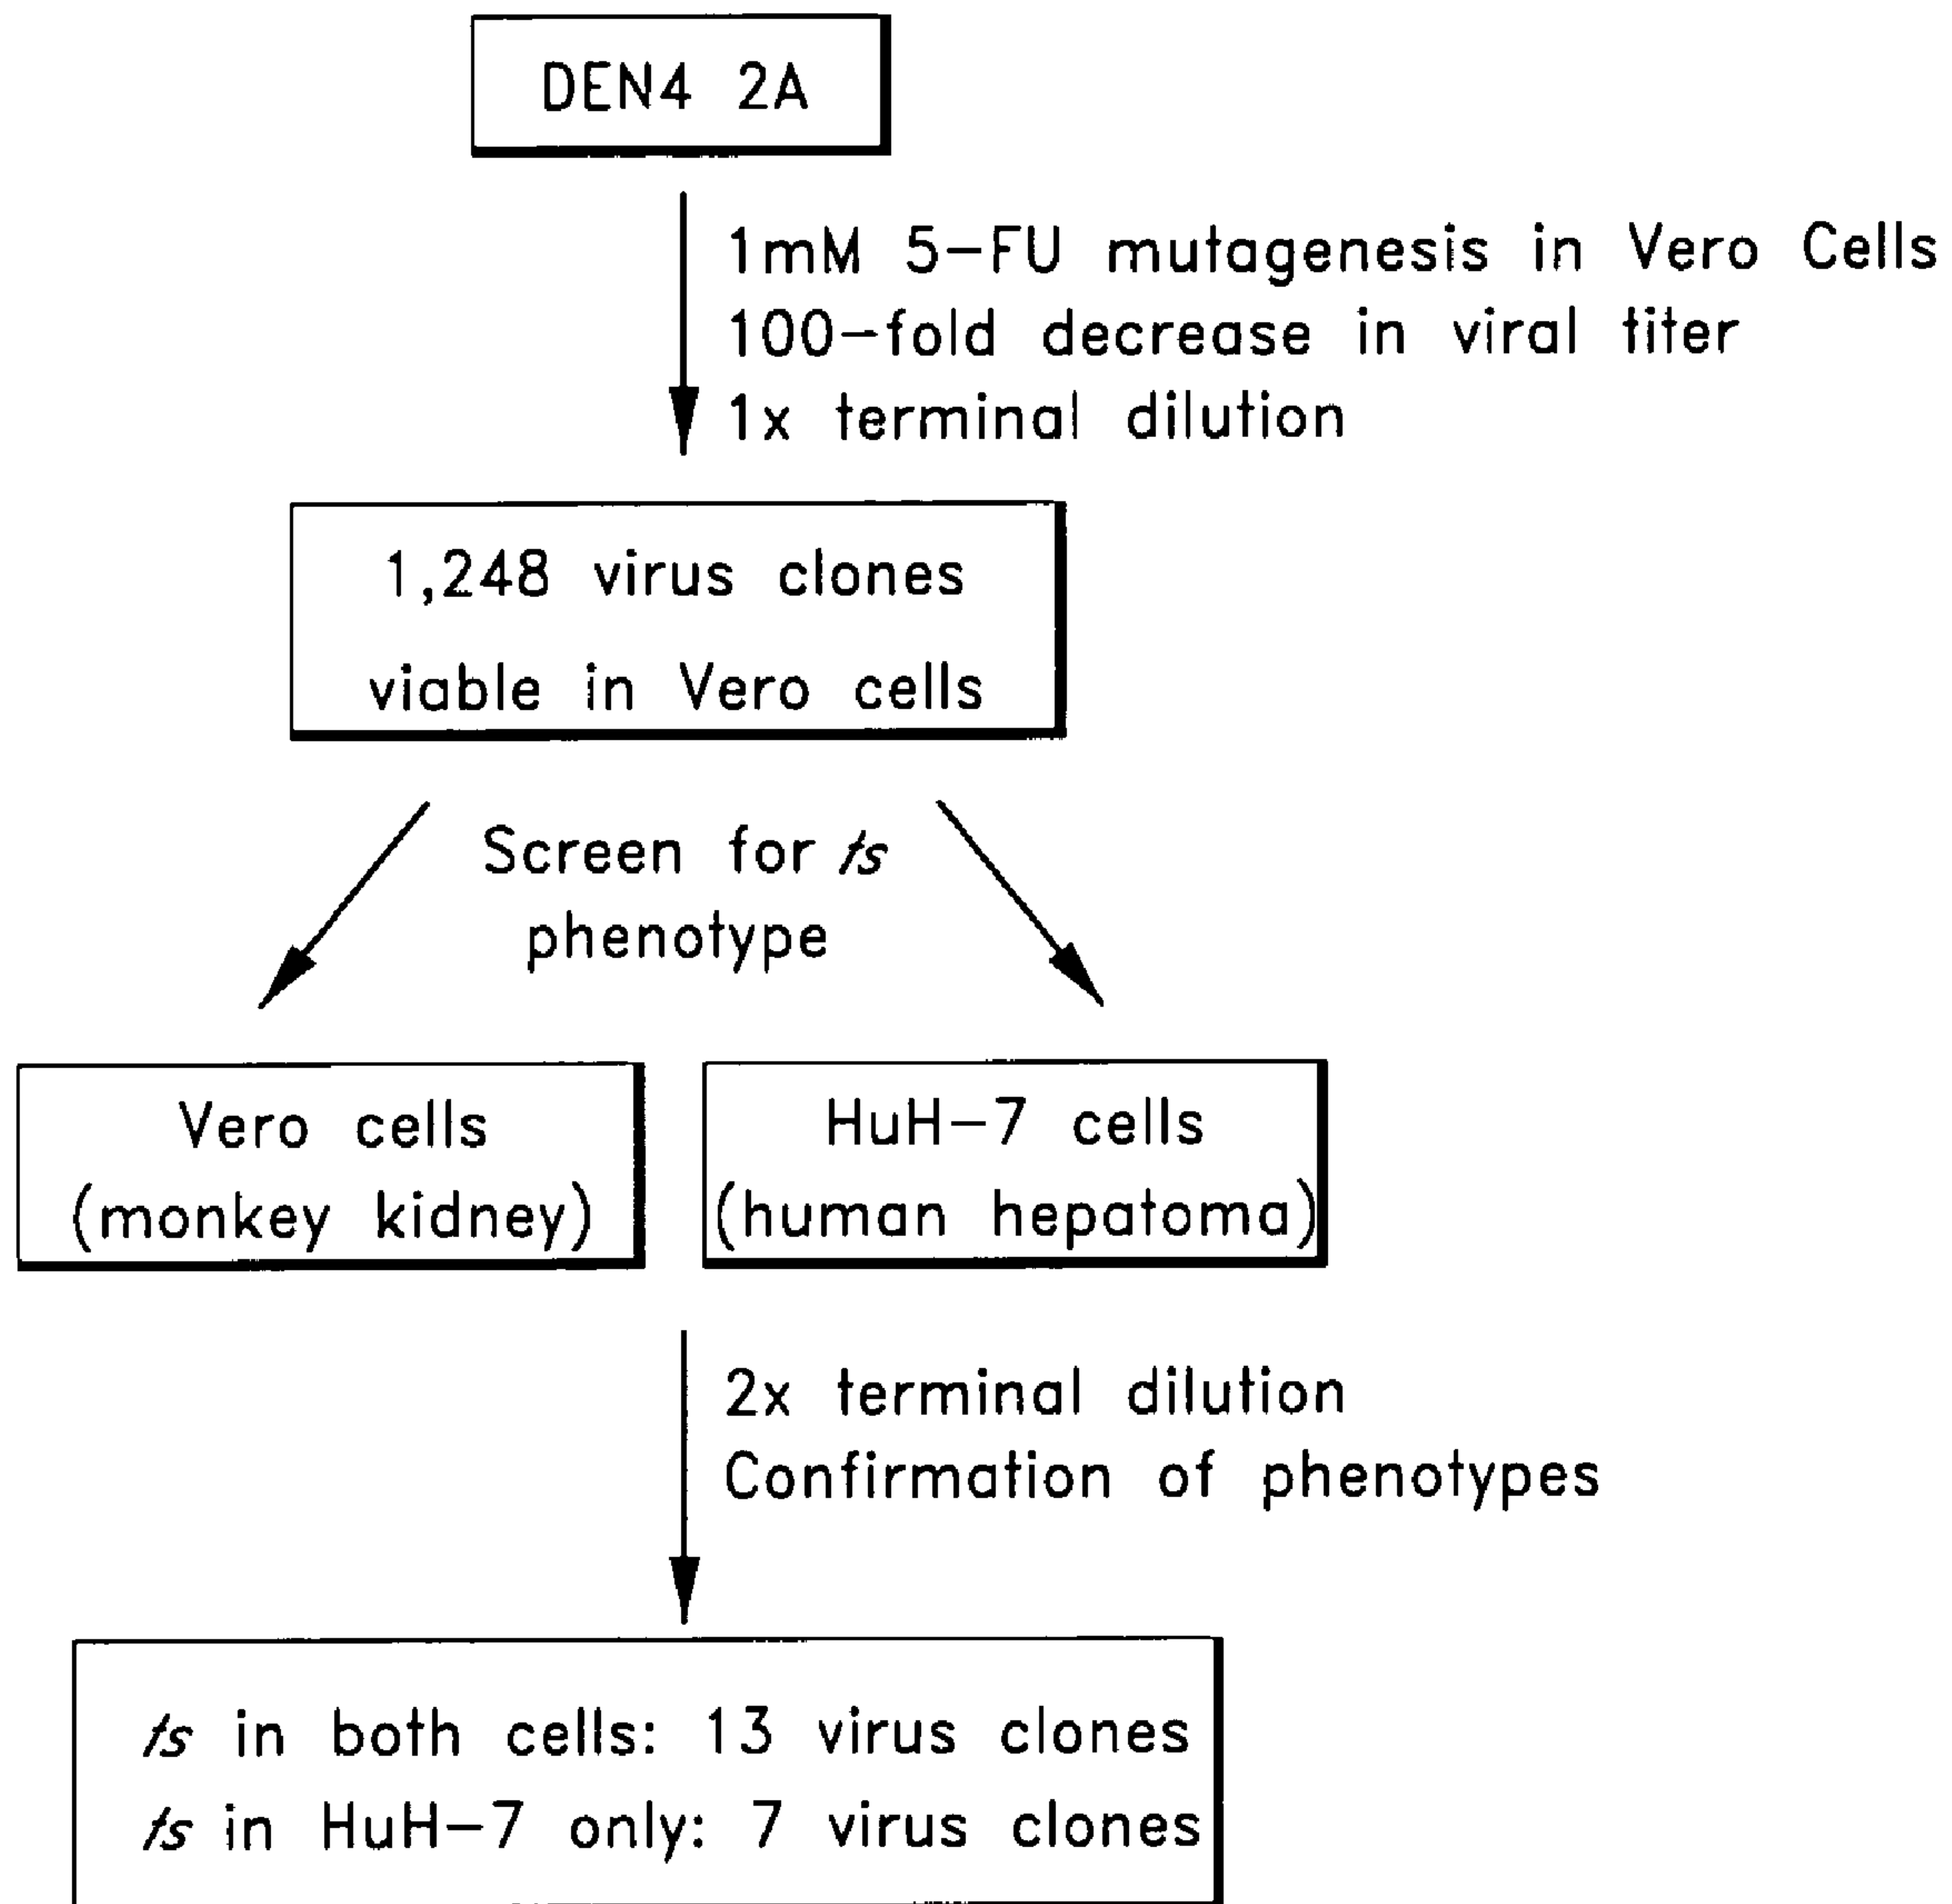 DEN4 2A
1mM 5-FU mutagenesis in Vero Cells
100-fold decrease in viral titer
1x terminal dilution
1,248 virus clones
viable in Vero cells
Screen for ts
phenotype
Vero cells
(monkey kidney)
HuH-7 cells
(human hepatoma)
2x terminal dilution
Confirmation of phenotypes
ts in both cells: 13 virus clones
ts in HuH-7 only: 7 virus clones